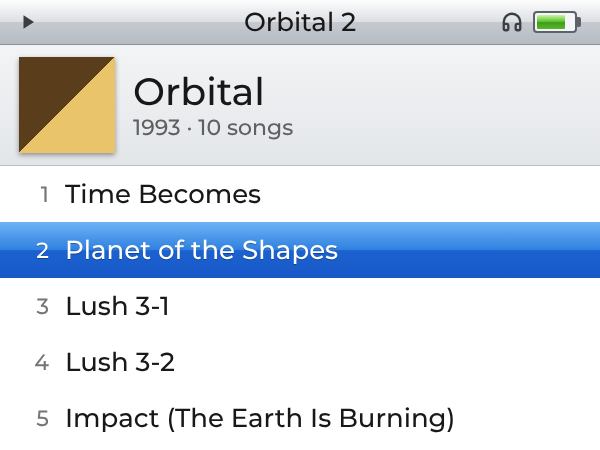 Orbital 2
Orbital
1993 · 10 songs
1 Time Becomes
2 Planet of the Shapes
3 Lush 3-1
4 Lush 3-2
5 Impact (The Earth Is Burning)